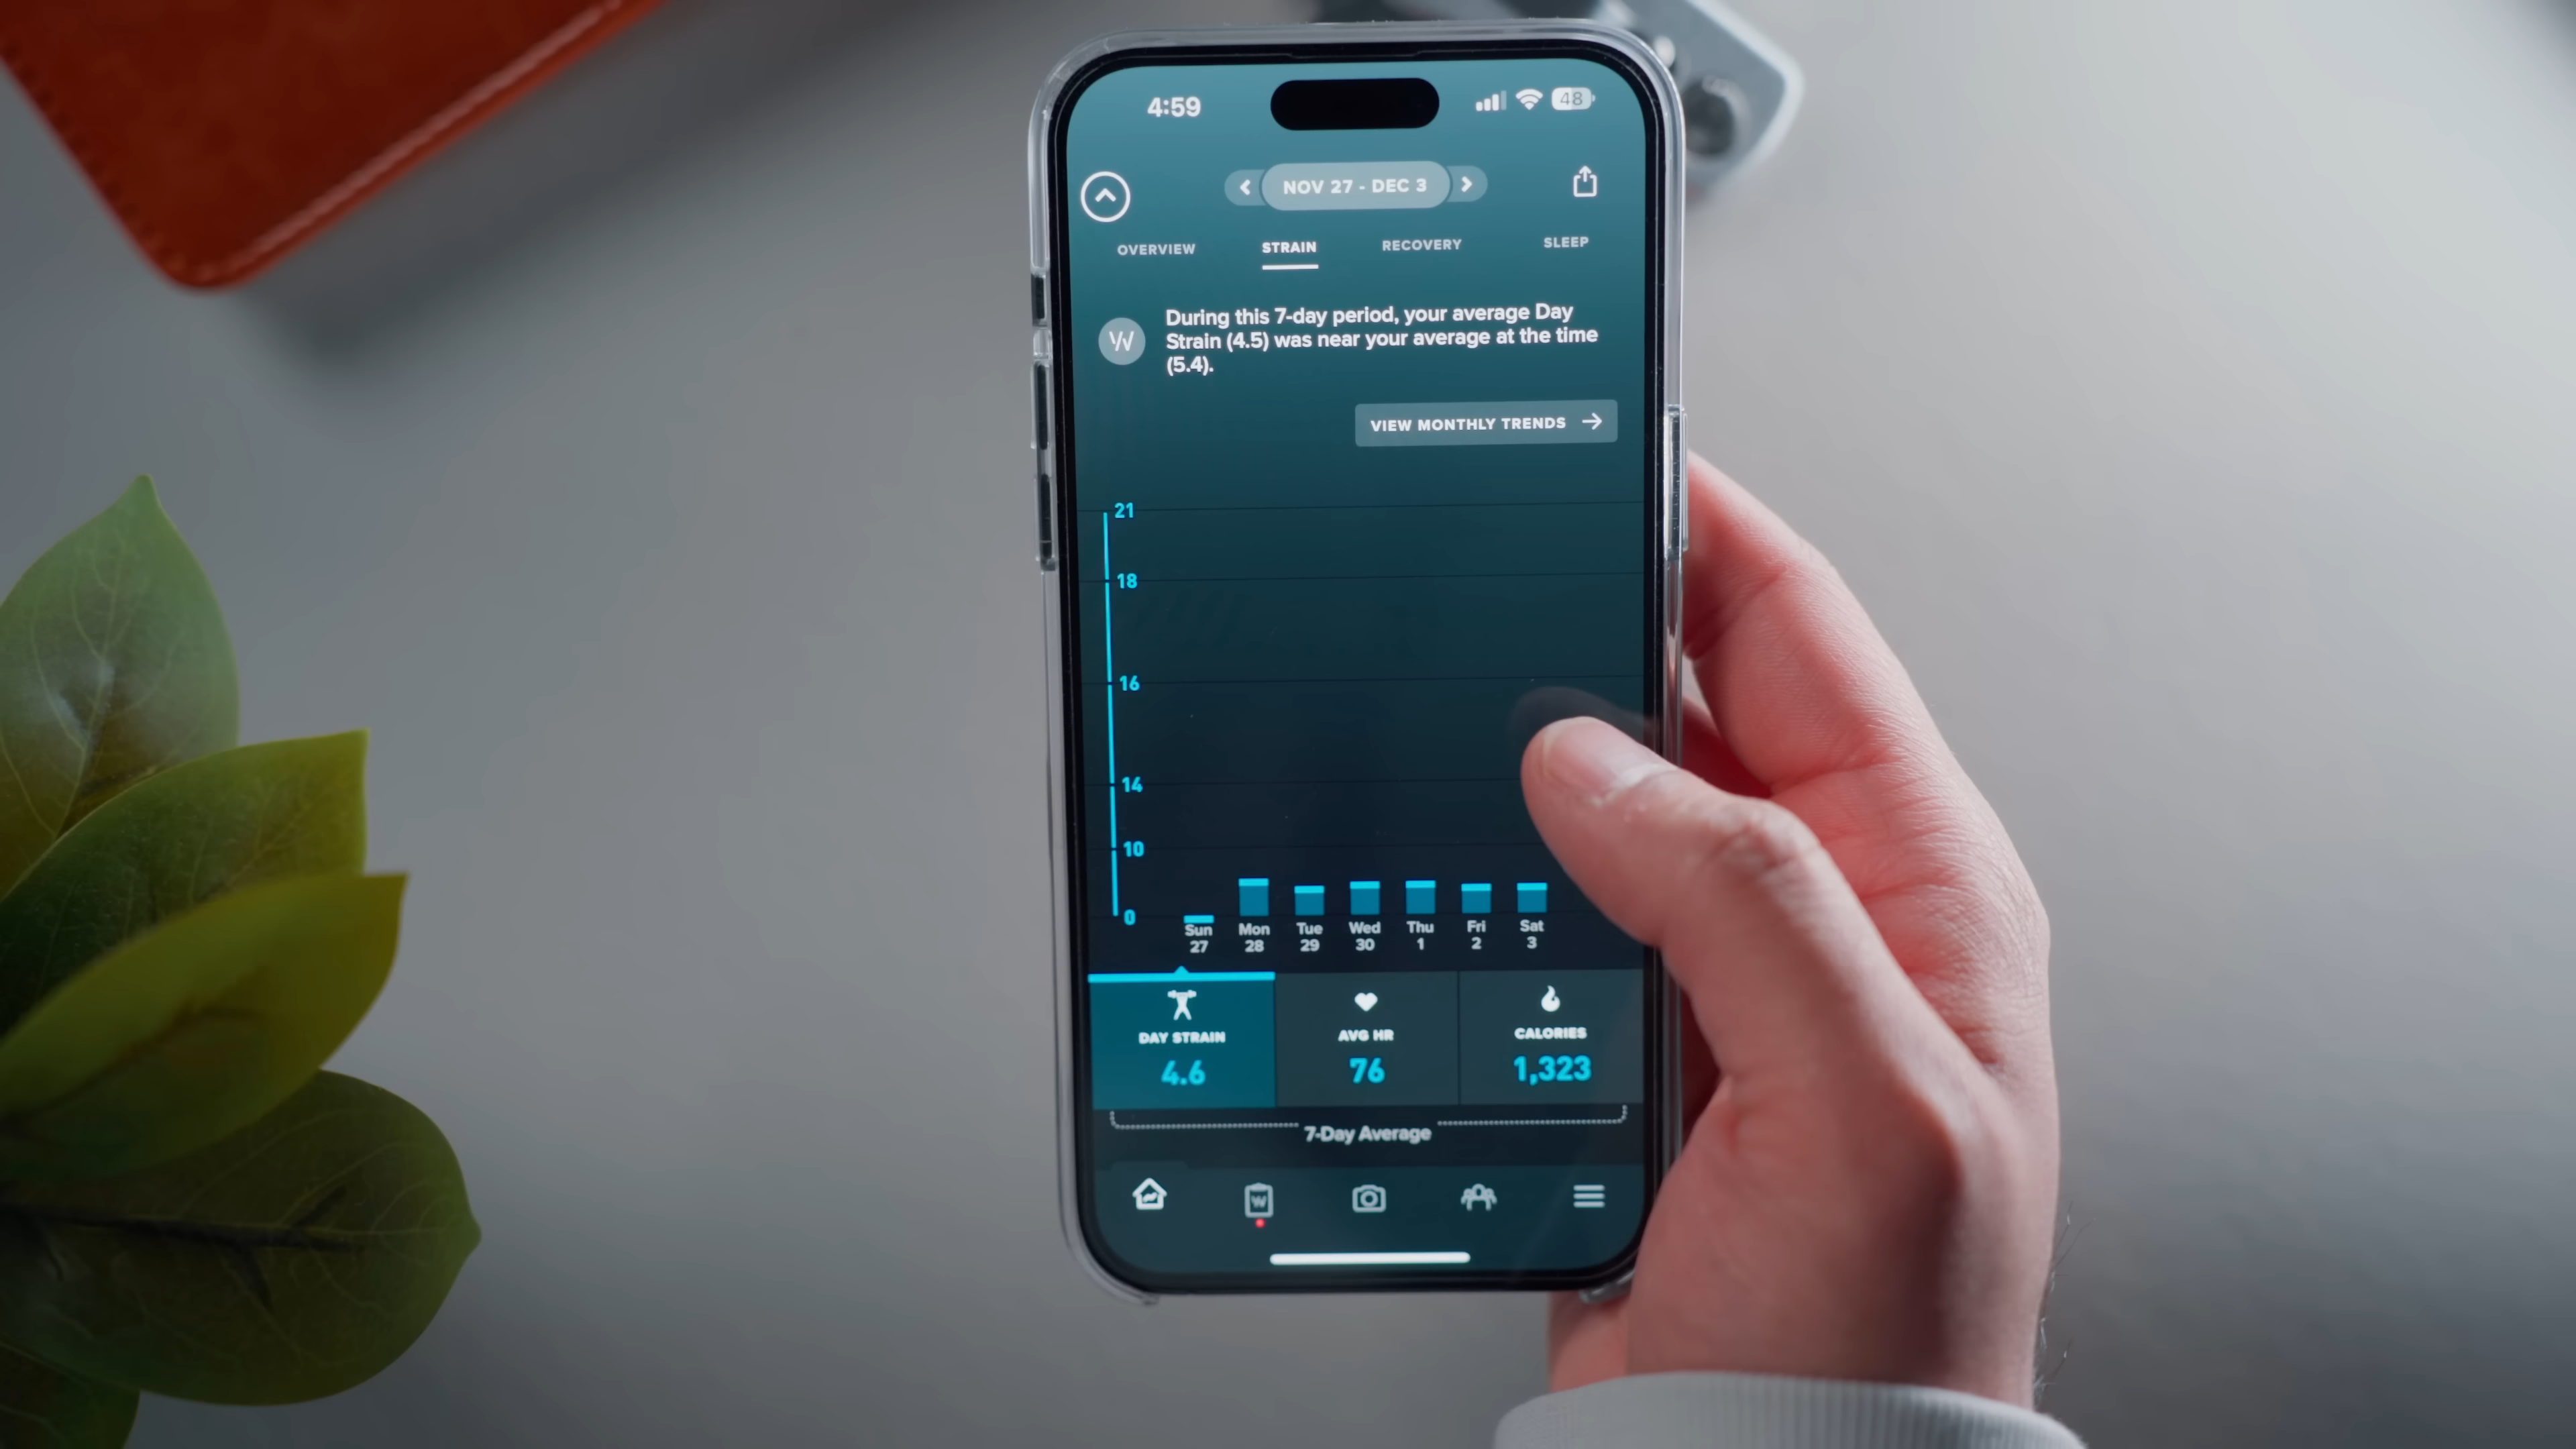 4:59
48
NOV 27 - DEC 3
OVERVIEW STRAIN RECOVERY SLEEP
During this 7-day period, your average Day
Strain (4.5) was near your average at the time
(5.4).
VIEW MONTHLY TRENDS
21
18
16
14
10
0
Sun Mon Tue Wed Thu Fri Sat
27 28 29 30 1 2 3
DAY STRAIN AVG HR CALORIES
4.6 76 1,323
7-Day Average